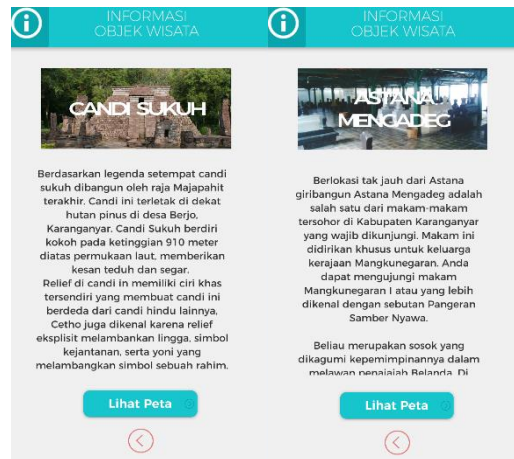 INFORMASI
OBJEK WISATA
CANDI SUKUH
Berdasarkan legenda setempat candi
sukuh dibangun oleh raja Majapahit
terakhir. Candi ini terletak di dekat
hutan pinus di desa Berjo,
Karanganyar. Candi Sukuh berdiri
kokoh pada ketinggian 910 meter
diatas permukaan laut, memberikan
kesan teduh dan segar.
Relief di candi in memiliki ciri khas
tersendiri yang membuat candi ini
berdeda dari candi hindu lainnya,
Cetho juga dikenal karena relief
eksplisit melambankan lingga, simbol
kejantanan, serta yoni yang
melambangkan simbol sebuah rahim.
Lihat Peta
INFORMASI
OBJEK WISATA
ASTANA
MENGADEG
Berlokasi tak jauh dari Astana
giribangun Astana Mengadeg adalah
salah satu dari makam-makam
tersohor di Kabupaten Karanganyar
yang wajib dikunjungi. Makam ini
didirikan khusus untuk keluarga
kerajaan Mangkunegaran. Anda
dapat mengujungi makam
Mangkunegaran I atau yang lebih
dikenal dengan sebutan Pangeran
Samber Nyawa.
Beliau merupakan sosok yang
dikagumi kepemimpinannya dalam
melawan penajajah Belanda. Di
Lihat Peta